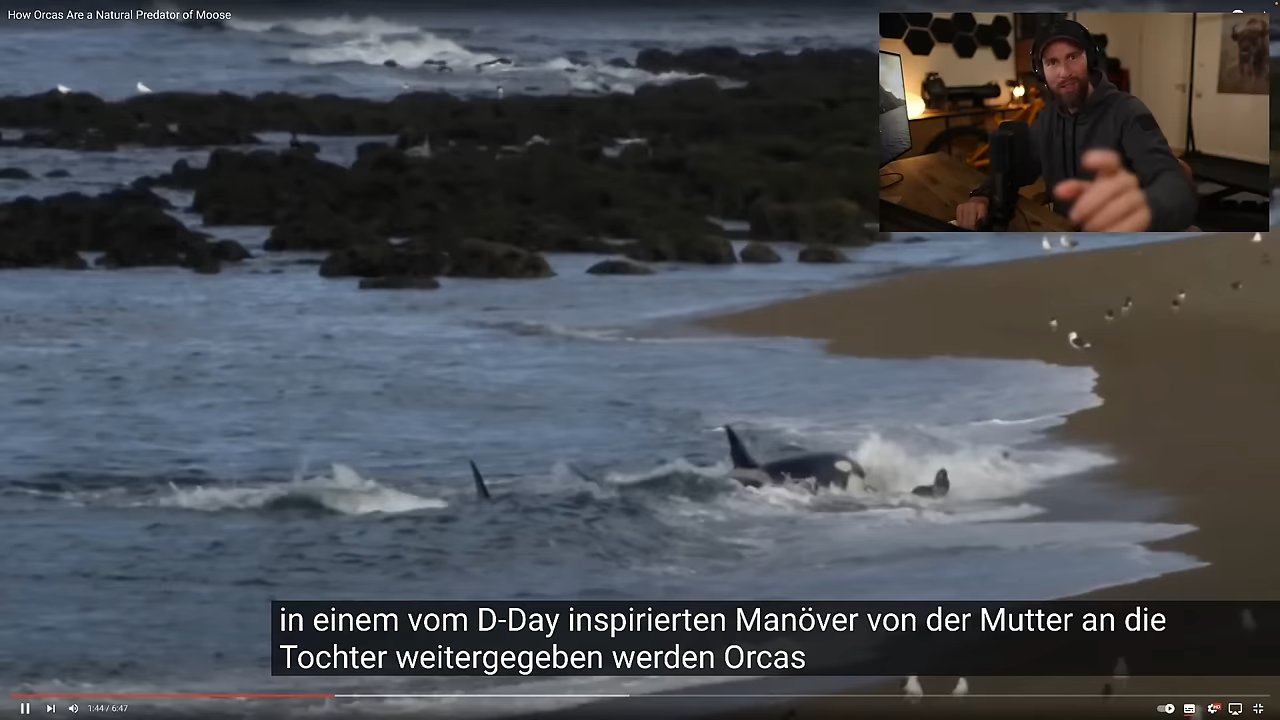 How Orcas Are a Natural Predator of Moose
in einem vom D-Day inspirierten Manöver von der Mutter an die
Tochter weitergegeben werden Orcas
1:44 / 6:47